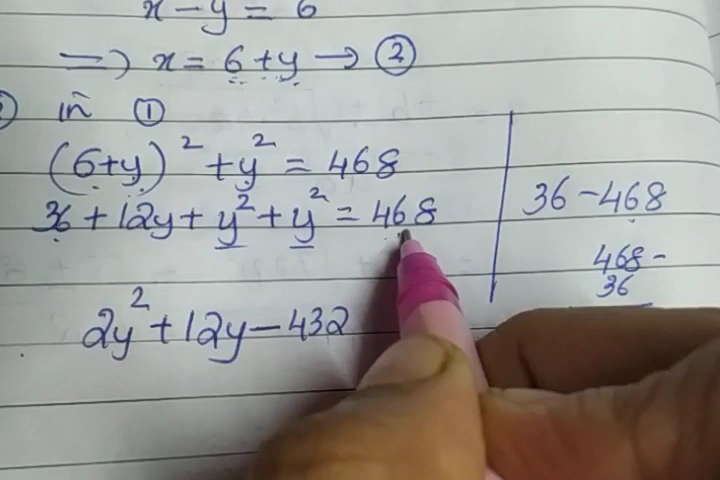 x - y = 6
=> x = 6 + y → ②
in ①
(6+y)² + y² = 468
36 + 12y + y² + y² = 468
2y² + 12y - 432
36 - 468
468 -
36